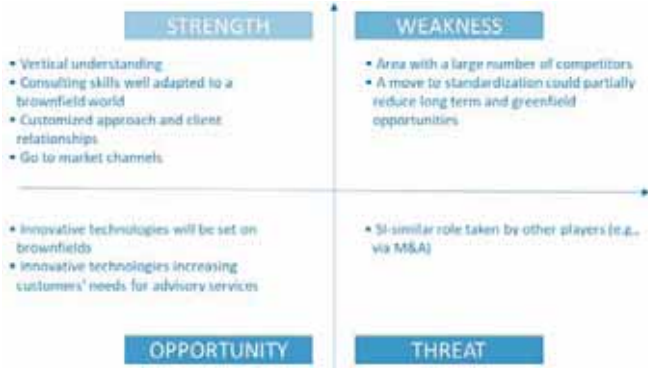 STRENGTH
• Vertical understanding
• Consulting skills well adapted to a
brownfield world
• Customized approach and client
relationships
• Go to market channels
WEAKNESS
• Area with a large number of competitors
• A move to standardization could partially
reduce long term and greenfield
opportunities
• Innovative technologies will be set on
brownfields
• Innovative technologies increasing
customers' needs for advisory services
OPPORTUNITY
• SI-similar role taken by other players (e.g.,
via M&A)
THREAT